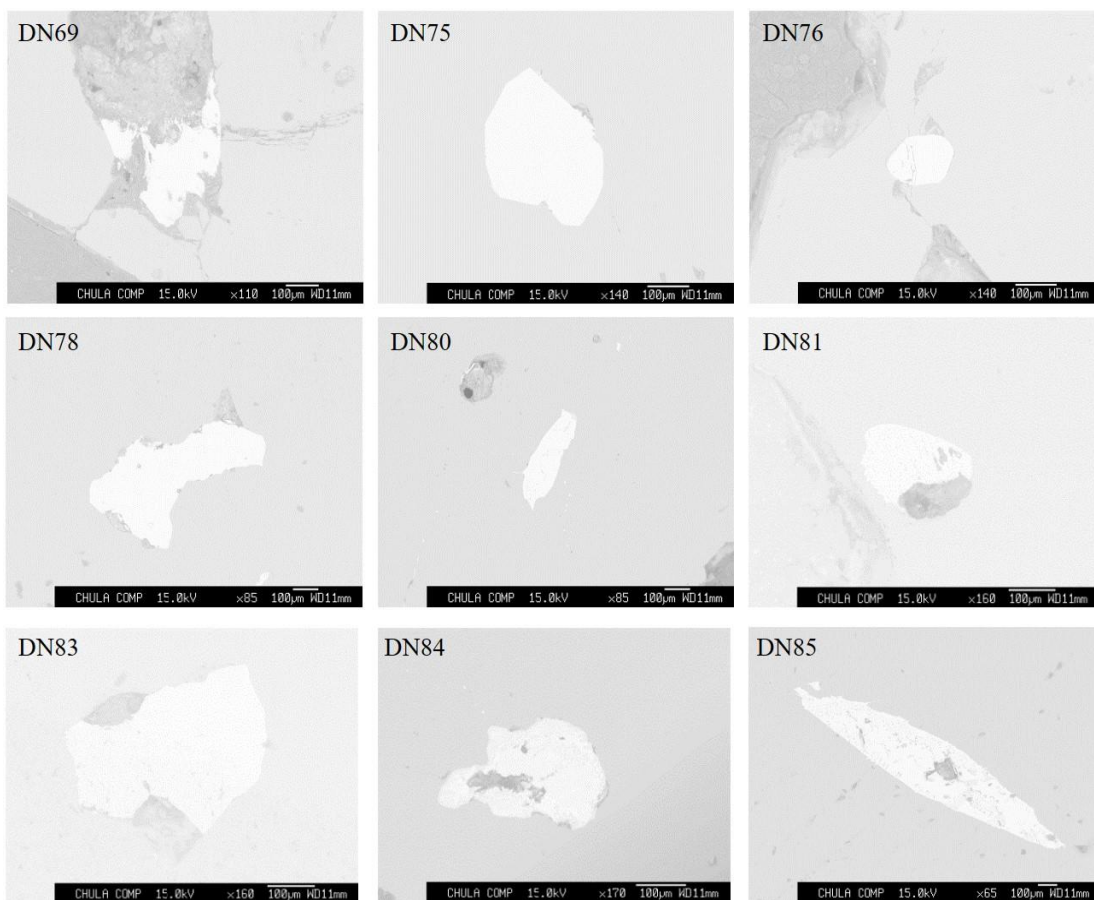 DN69
DN75
DN76
CHULA COMP 15.0kV ×110 100µm WD11mm
CHULA COMP 15.0kV ×140 100µm WD11mm
CHULA COMP 15.0kV ×140 100µm WD11mm
DN78
DN80
DN81
CHULA COMP 15.0kV ×85 100µm WD11mm
CHULA COMP 15.0kV ×85 100µm WD11mm
CHULA COMP 15.0kV ×160 100µm WD11mm
DN83
DN84
DN85
CHULA COMP 15.0kV ×160 100µm WD11mm
CHULA COMP 15.0kV ×170 100µm WD11mm
CHULA COMP 15.0kV ×65 100µm WD11mm